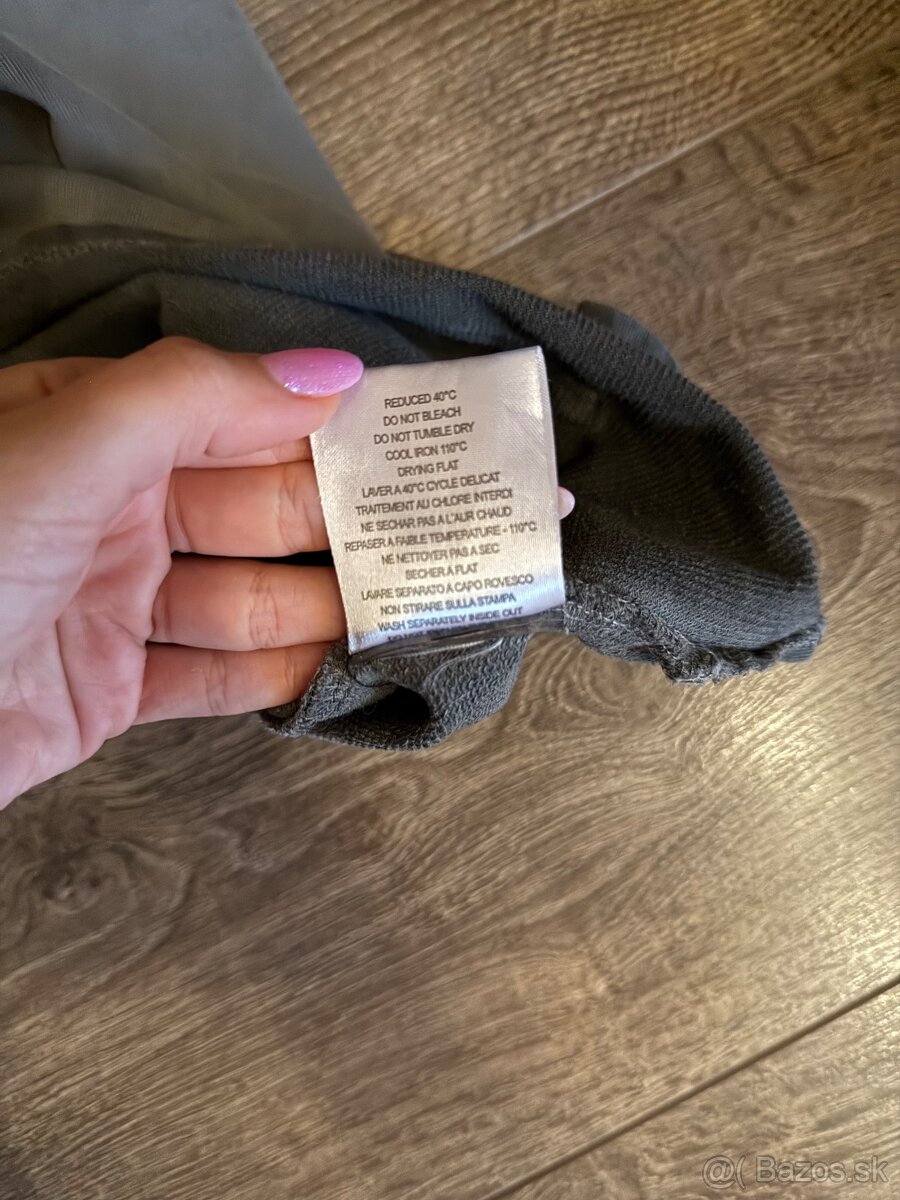 REDUCED 40°C
DO NOT BLEACH
DO NOT TUMBLE DRY
COOL IRON 110°C
DRYING FLAT
LAVER A 40°C CYCLE DELICAT
TRAITEMENT AU CHLORE INTERDI
NE SECHAR PAS A L'AUR CHAUD
REPASER A FAIBLE TEMPERATURE - 110°C
NE NETTOYER PAS A SEC
SECHER A FLAT
LAVARE SEPARATO A CAPO ROVESCO
NON STIRARE SULLA STAMPA
WASH SEPARATELY INSIDE OUT
@( Bazos.sk